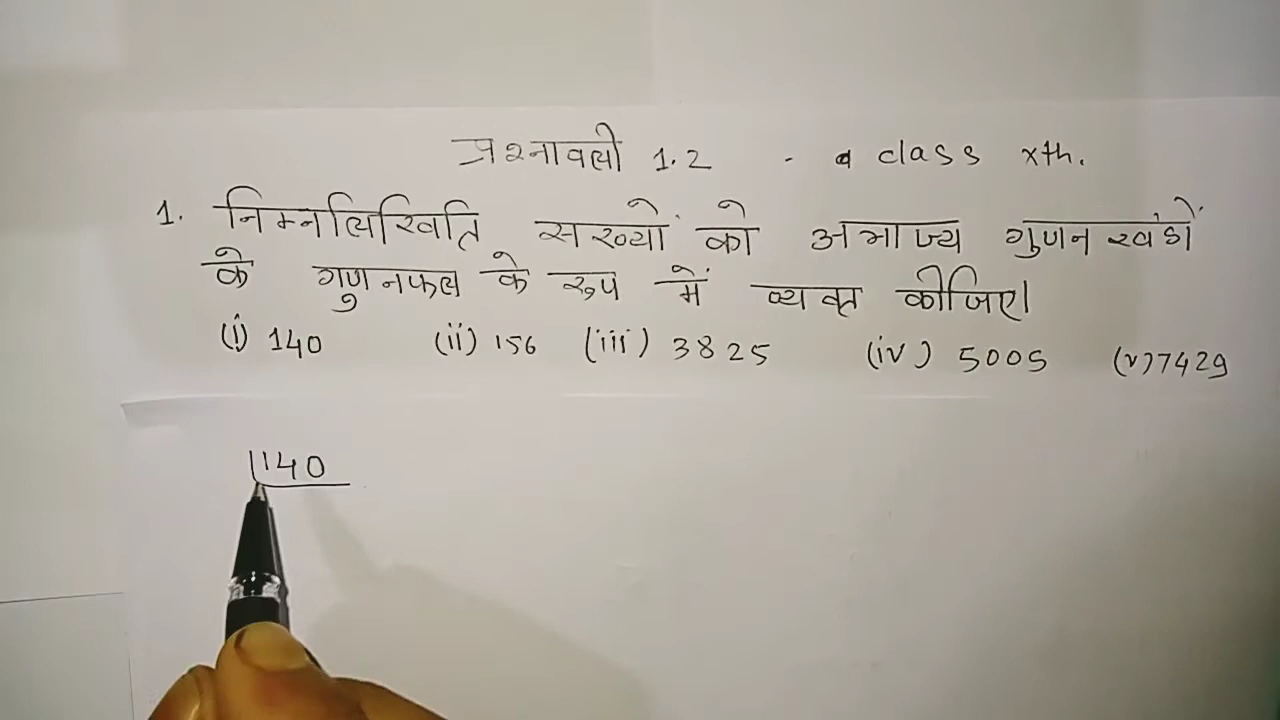 प्रश्नावली 1.2 - class xth.
1. निम्नलिखिति सख्यों को अभाज्य गुणनखंडों
के गुणनफल के रूप में व्यक्त कीजिए।
(i) 140 (ii) 156 (iii) 3825 (iv) 5005 (v) 7429
140